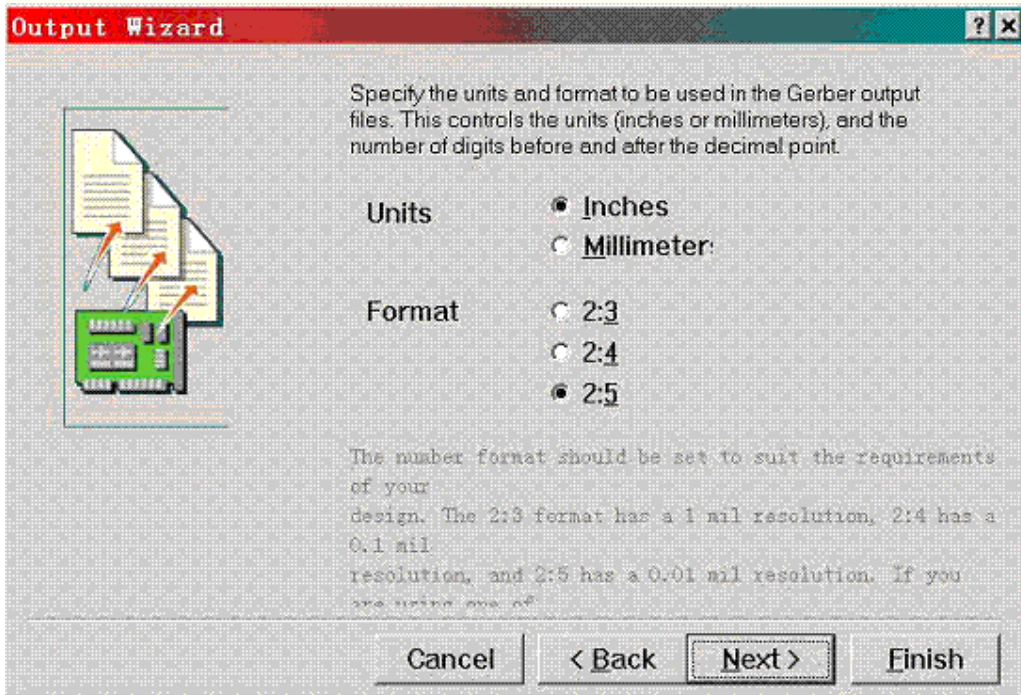 Output Wizard
Specify the units and format to be used in the Gerber output
files. This controls the units (inches or millimeters), and the
number of digits before and after the decimal point.
Units
Inches
Millimeters
Format
2:3
2:4
2:5
The number format should be set to suit the requirements
of your
design. The 2:3 format has a 1 mil resolution, 2:4 has a
0.1 mil
resolution, and 2:5 has a 0.01 mil resolution. If you
are using one of
Cancel
< Back
Next >
Finish